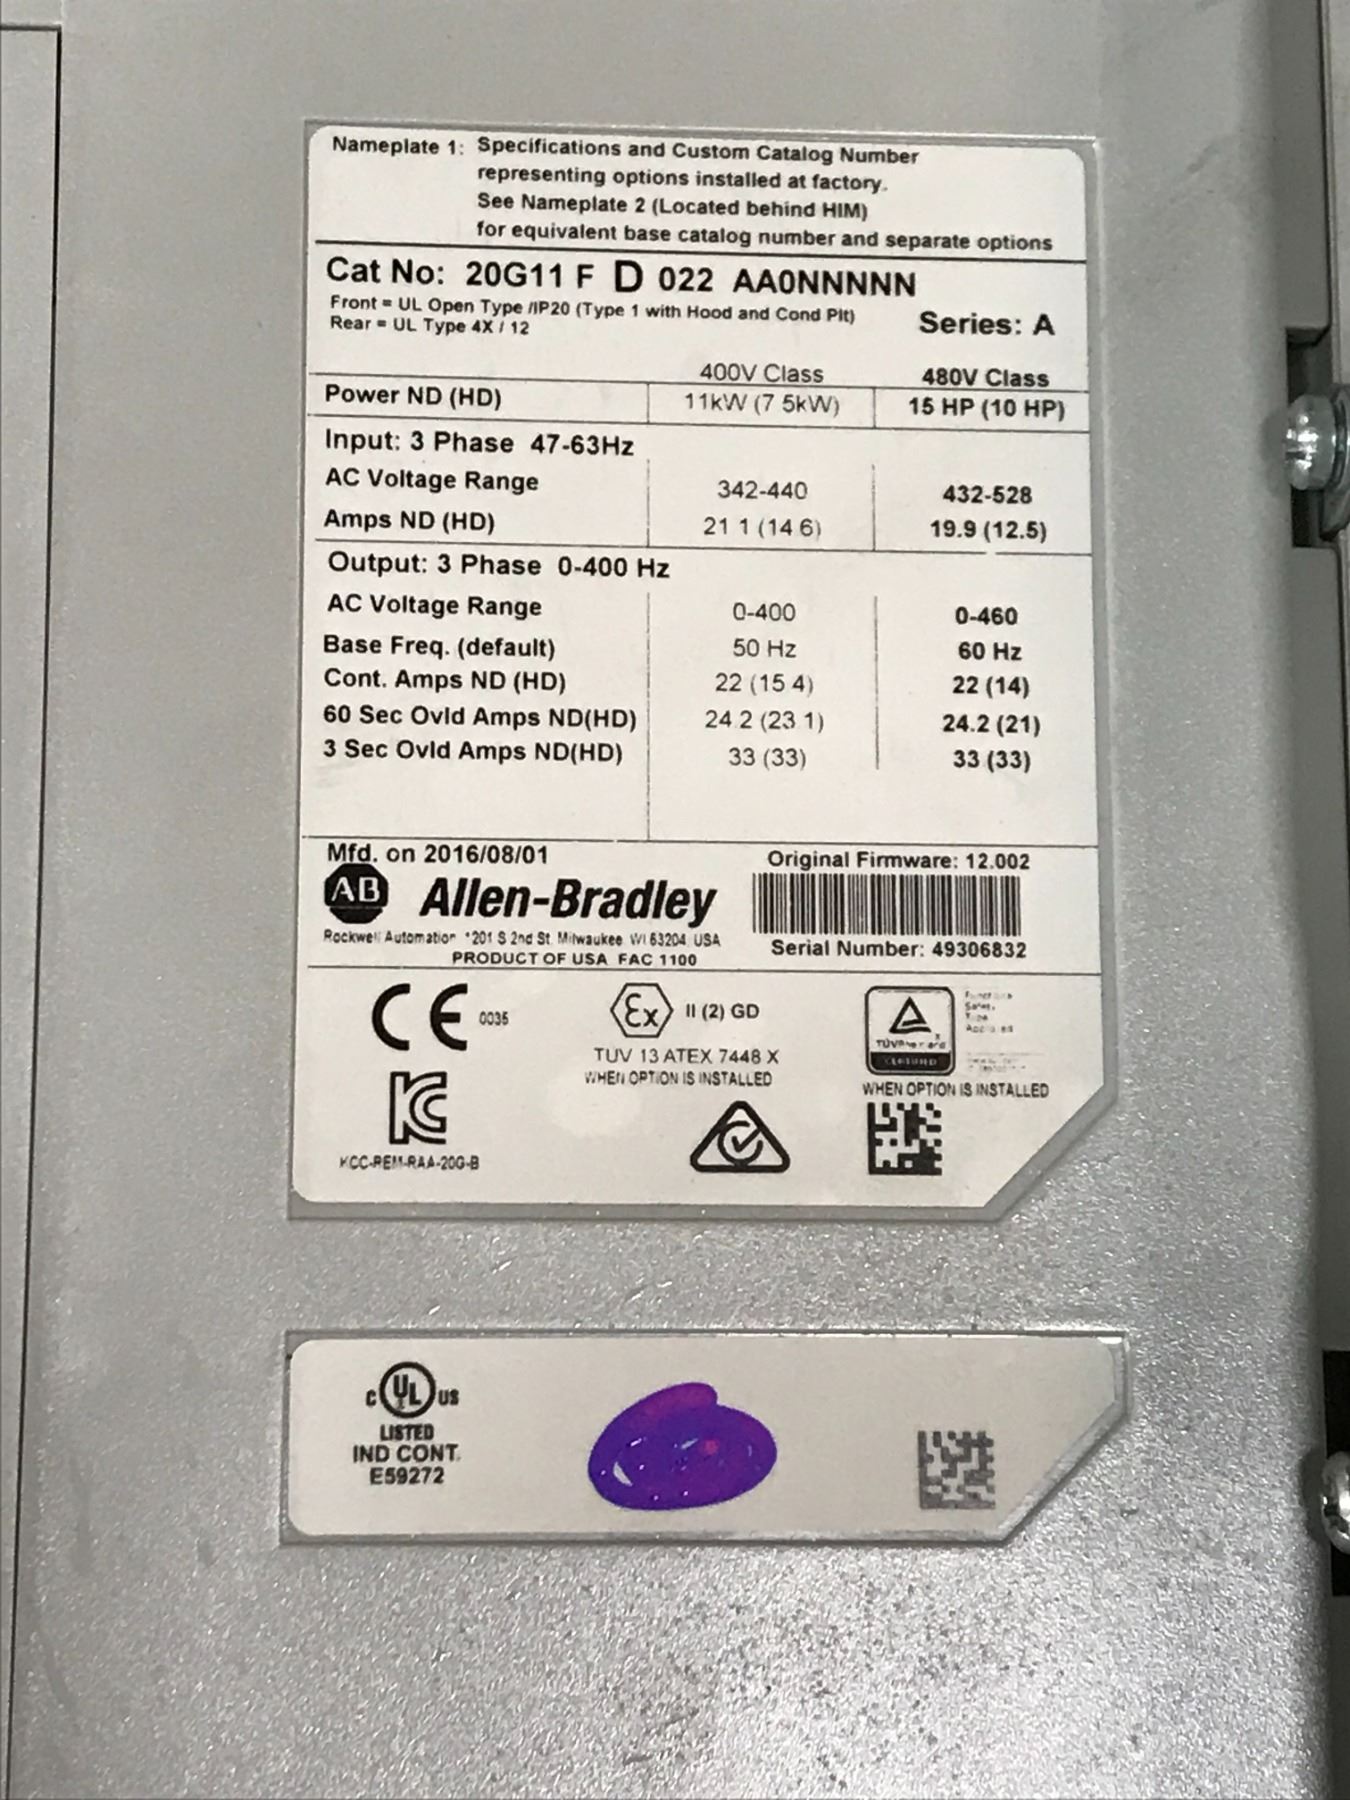 Nameplate 1: Specifications and Custom Catalog Number
representing options installed at factory.
See Nameplate 2 (Located behind HIM)
for equivalent base catalog number and separate options
Cat No: 20G11 F D 022 AA0NNNNN
Front = UL Open Type /IP20 (Type 1 with Hood and Cond Plt)
Rear = UL Type 4X / 12
Series: A
400V Class 480V Class
Power ND (HD) 11kW (7 5kW) 15 HP (10 HP)
Input: 3 Phase 47-63Hz
AC Voltage Range 342-440 432-528
Amps ND (HD) 21 1 (14 6) 19.9 (12.5)
Output: 3 Phase 0-400 Hz
AC Voltage Range 0-400 0-460
Base Freq. (default) 50 Hz 60 Hz
Cont. Amps ND (HD) 22 (15 4) 22 (14)
60 Sec Ovld Amps ND(HD) 24 2 (23 1) 24.2 (21)
3 Sec Ovld Amps ND(HD) 33 (33) 33 (33)
Mfd. on 2016/08/01
Original Firmware: 12.002
AB Allen-Bradley
Rockwell Automation 1201 S 2nd St. Milwaukee WI 53204 USA
PRODUCT OF USA FAC 1100
Serial Number: 49306832
CE 0035
Ex II (2) GD
TUV 13 ATEX 7448 X
WHEN OPTION IS INSTALLED
WHEN OPTION IS INSTALLED
KC
KCC-REM-RAA-20G-B
c UL us
LISTED
IND CONT.
E59272